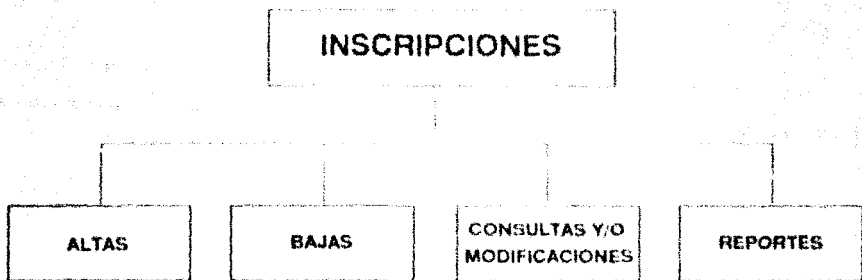 INSCRIPCIONES
ALTAS
BAJAS
CONSULTAS Y/O
MODIFICACIONES
REPORTES